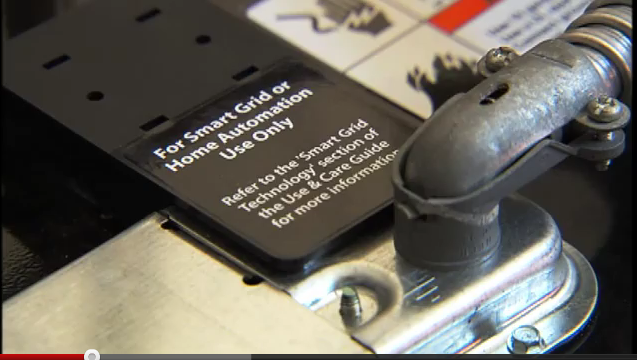 For Smart Grid or
Home Automation
Use Only
Refer to the 'Smart Grid
Technology' section of
the Use & Care Guide
for more information